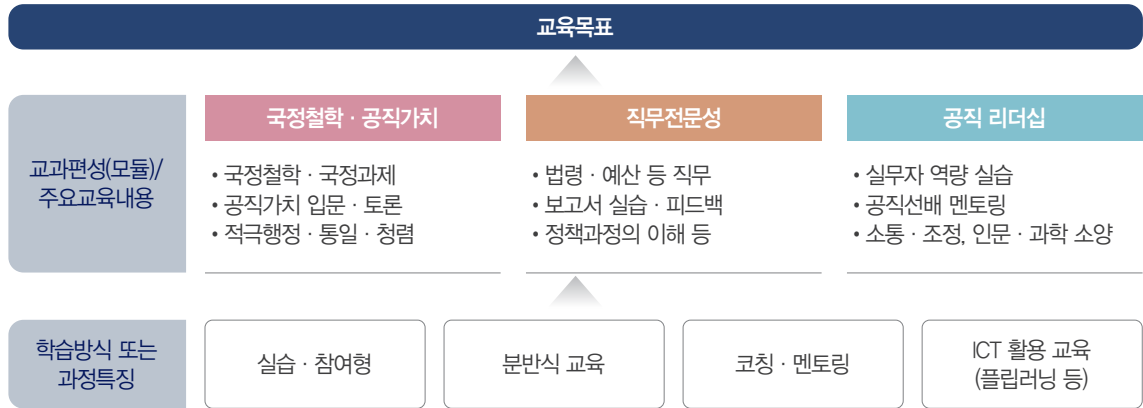 교육목표
교과편성(모듈)/
주요교육내용
국정철학 · 공직가치
• 국정철학 · 국정과제
• 공직가치 입문 · 토론
• 적극행정 · 통일 · 청렴
직무전문성
• 법령 · 예산 등 직무
• 보고서 실습 · 피드백
• 정책과정의 이해 등
공직 리더십
• 실무자 역량 실습
• 공직선배 멘토링
• 소통 · 조정, 인문 · 과학 소양
학습방식 또는
과정특징
실습 · 참여형
분반식 교육
코칭 · 멘토링
ICT 활용 교육
(플립러닝 등)